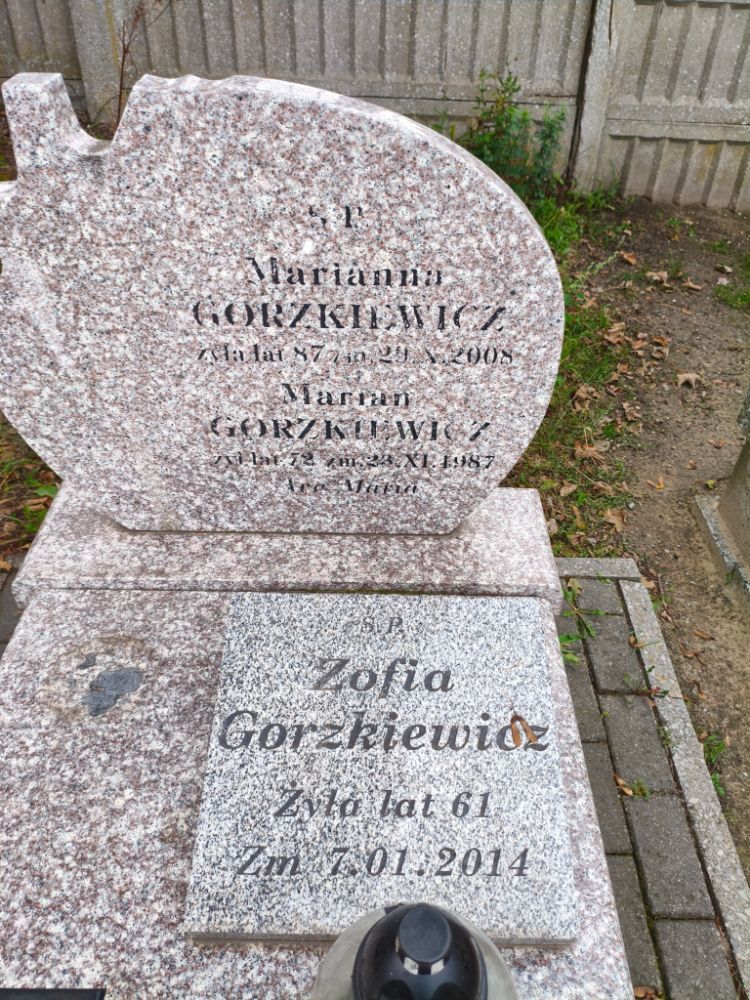 S.P.
Marianna
GORZKIEWICZ
żyła lat 87 zm. 29.X.2008
Marian
GORZKIEWICZ
żył lat 72 zm. 23.XI.1987
Ave Maria
S.P.
Zofia
Gorzkiewicz
Żyła lat 61
Zm 7.01.2014